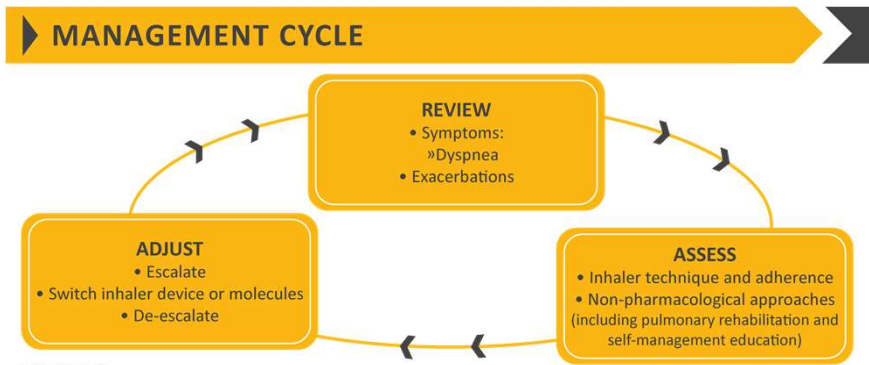 MANAGEMENT CYCLE
REVIEW
• Symptoms:
»Dyspnea
• Exacerbations
ADJUST
• Escalate
• Switch inhaler device or molecules
• De-escalate
ASSESS
• Inhaler technique and adherence
• Non-pharmacological approaches
(including pulmonary rehabilitation and
self-management education)